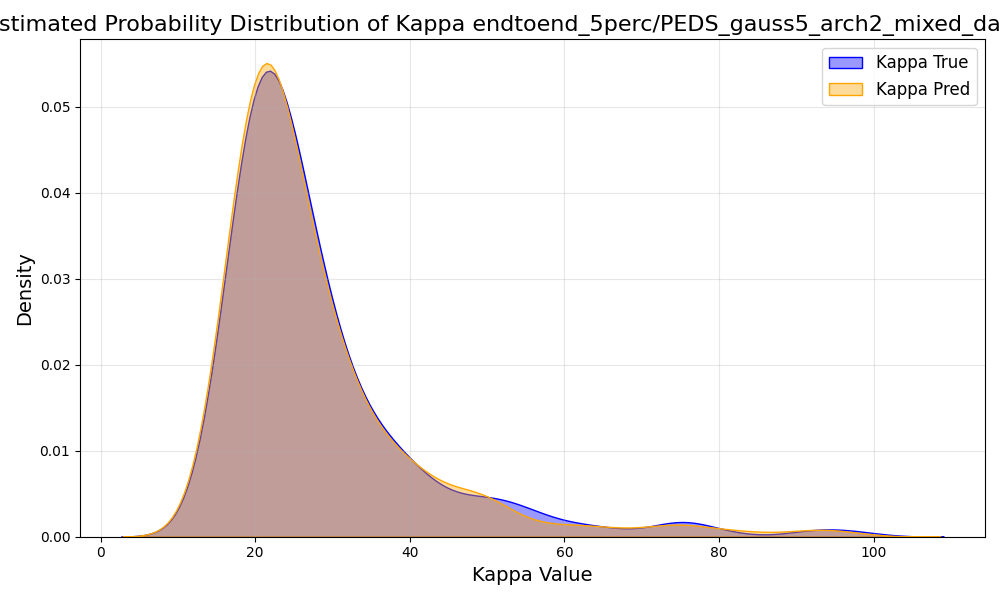 stimated Probability Distribution of Kappa endtoend_5perc/PEDS_gauss5_arch2_mixed_da
Kappa True
Kappa Pred
Density
0.05
0.04
0.03
0.02
0.01
0.00
0 20 40 60 80 100
Kappa Value